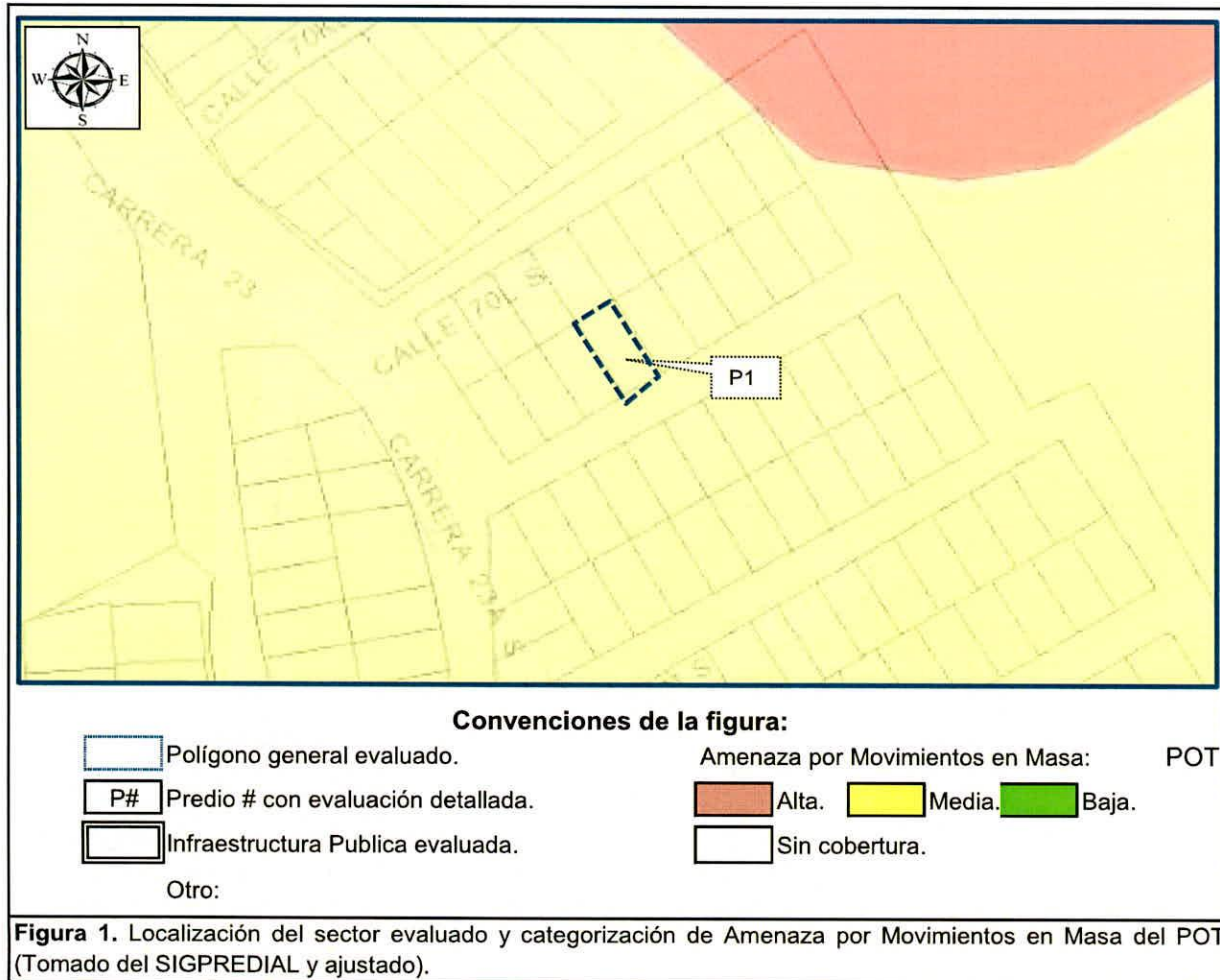 N
W E
S
CALLE 70K
CARRERA 23
CALLE 70L S
P1
CARRERA 23A S
S
Convenciones de la figura:
Polígono general evaluado.
P# Predio # con evaluación detallada.
Infraestructura Publica evaluada.
Otro:
Amenaza por Movimientos en Masa: POT
Alta. Media. Baja.
Sin cobertura.
Figura 1. Localización del sector evaluado y categorización de Amenaza por Movimientos en Masa del POT
(Tomado del SIGPREDIAL y ajustado).